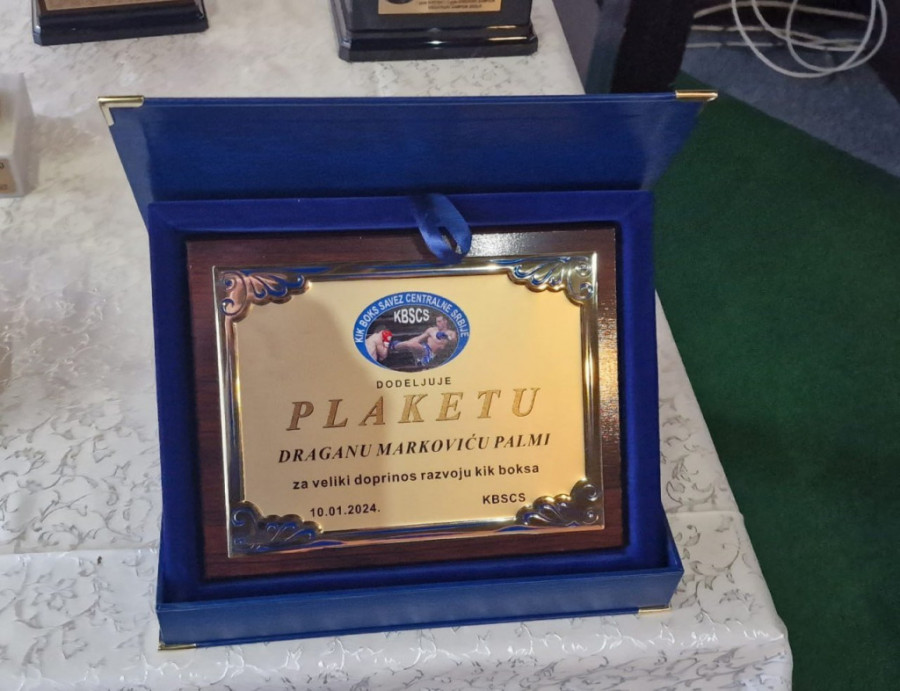 KIK BOKS SAVEZ CENTRALNE SRBIJE
KBSCS
DODELJUJE
PLAKETU
DRAGANU MARKOVIĆU PALMI
za veliki doprinos razvoju kik boksa
10.01.2024.
KBSCS